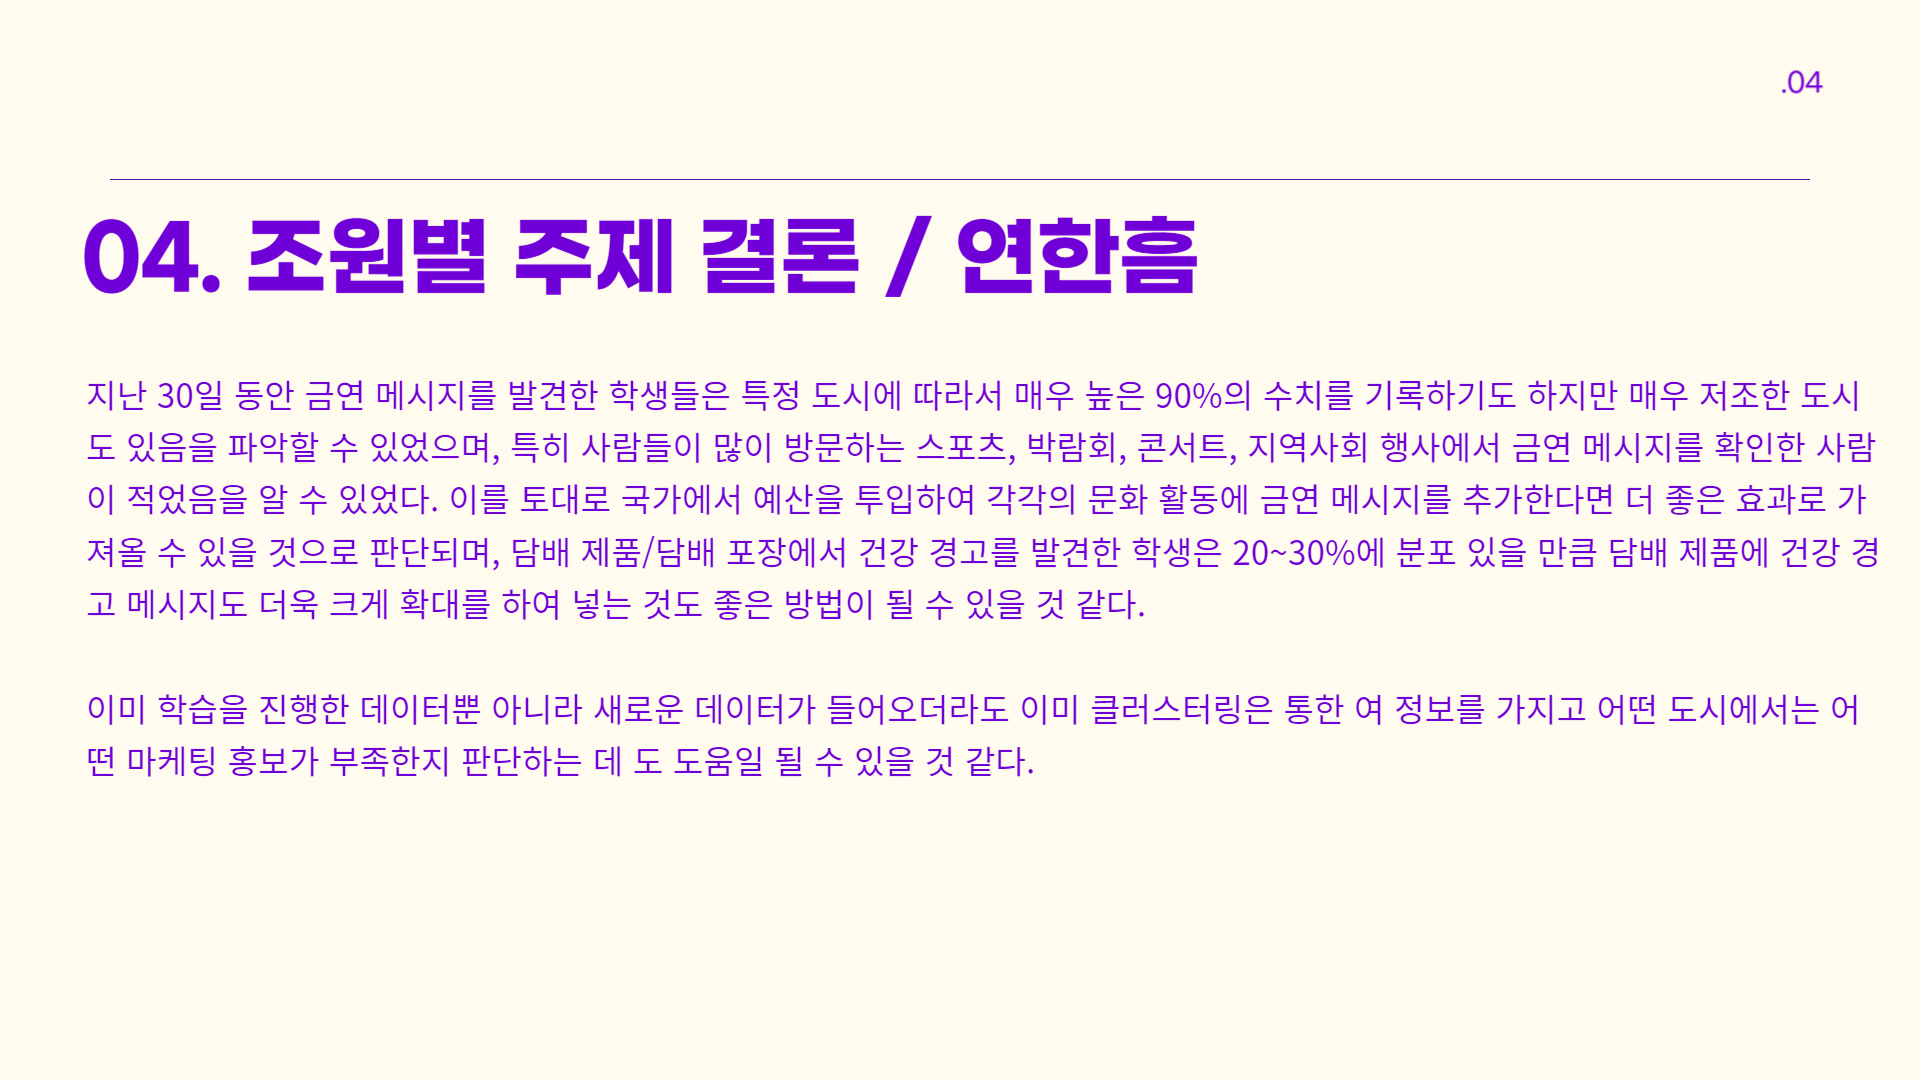 .04
04. 조원별 주제 결론 / 연한흠
지난 30일 동안 금연 메시지를 발견한 학생들은 특정 도시에 따라서 매우 높은 90%의 수치를 기록하기도 하지만 매우 저조한 도시
도 있음을 파악할 수 있었으며, 특히 사람들이 많이 방문하는 스포츠, 박람회, 콘서트, 지역사회 행사에서 금연 메시지를 확인한 사람
이 적었음을 알 수 있었다. 이를 토대로 국가에서 예산을 투입하여 각각의 문화 활동에 금연 메시지를 추가한다면 더 좋은 효과로 가
져올 수 있을 것으로 판단되며, 담배 제품/담배 포장에서 건강 경고를 발견한 학생은 20~30%에 분포 있을 만큼 담배 제품에 건강 경
고 메시지도 더욱 크게 확대를 하여 넣는 것도 좋은 방법이 될 수 있을 것 같다.
이미 학습을 진행한 데이터뿐 아니라 새로운 데이터가 들어오더라도 이미 클러스터링은 통한 여 정보를 가지고 어떤 도시에서는 어
떤 마케팅 홍보가 부족한지 판단하는 데 도 도움일 될 수 있을 것 같다.